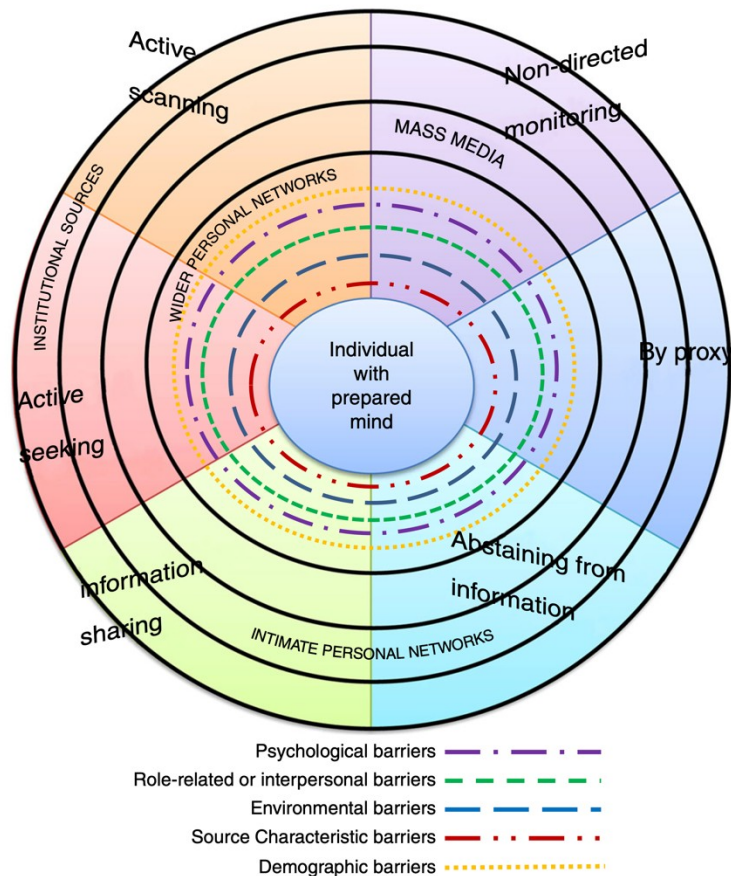 Active
scanning
Non-directed
monitoring
MASS MEDIA
INSTITUTIONAL SOURCES
WIDER PERSONAL NETWORKS
Individual with
prepared
mind
By proxy
Active
seeking
information
sharing
Abstaining from
information
INTIMATE PERSONAL NETWORKS
Psychological barriers
Role-related or interpersonal barriers
Environmental barriers
Source Characteristic barriers
Demographic barriers